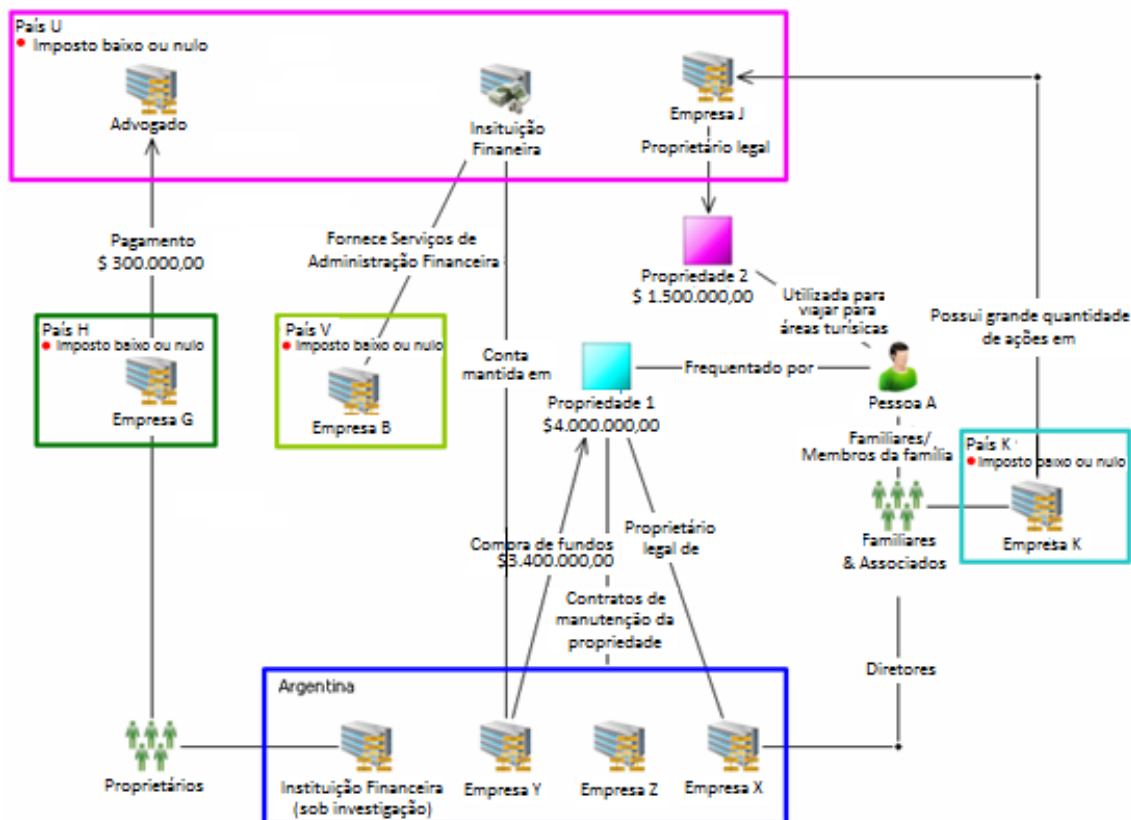 País U
Imposto baixo ou nulo
Advogado
Insituição
Finaneira
Empresa J
Proprietário legal
Pagamento
$ 300.000,00
Fornece Serviços de
Administração Financeira
Propriedade 2
$ 1.500.000,00
Utilizada para
viajar para
áreas turísicas
Possui grande quantidade
de ações em
País H
Imposto baixo ou nulo
Empresa G
País V
Imposto baixo ou nulo
Empresa B
Conta
mantida em
Propriedade 1
$4.000.000,00
Frequentado por
Pessoa A
Familiares/
Membros da família
País K
Imposto baixo ou nulo
Empresa K
Familiares
& Associados
Compra de fundos
$3.400.000,00
Proprietário
legal de
Contratos de
manutenção da
propriedade
Diretores
Argentina
Proprietários
Instituição Financeira
(sob investigação)
Empresa Y
Empresa Z
Empresa X